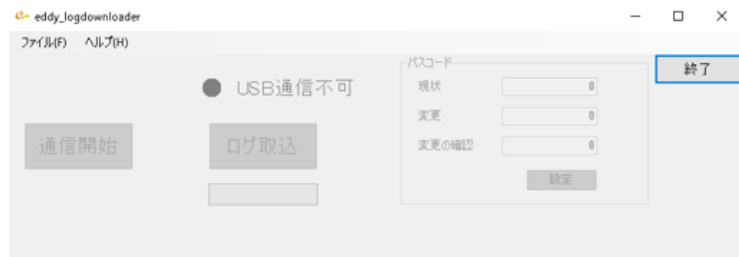 eddy_logdownloader
ファイル(F) ヘルプ(H)
USB通信不可
通信開始
ログ取込
パスコード
現状 0
変更 0
変更の確認 0
設定
終了